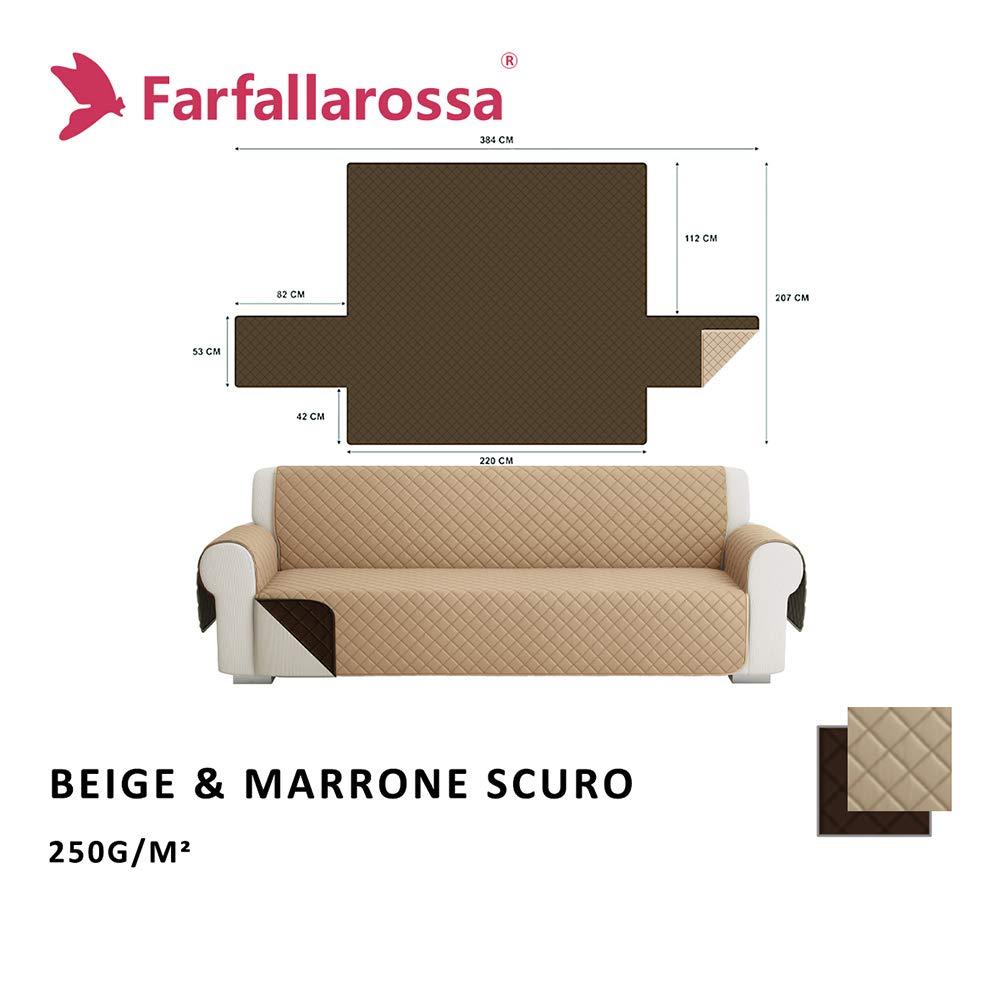 Farfallarossa®
384 CM
112 CM
82 CM
207 CM
53 CM
42 CM
220 CM
BEIGE & MARRONE SCURO
250G/M²